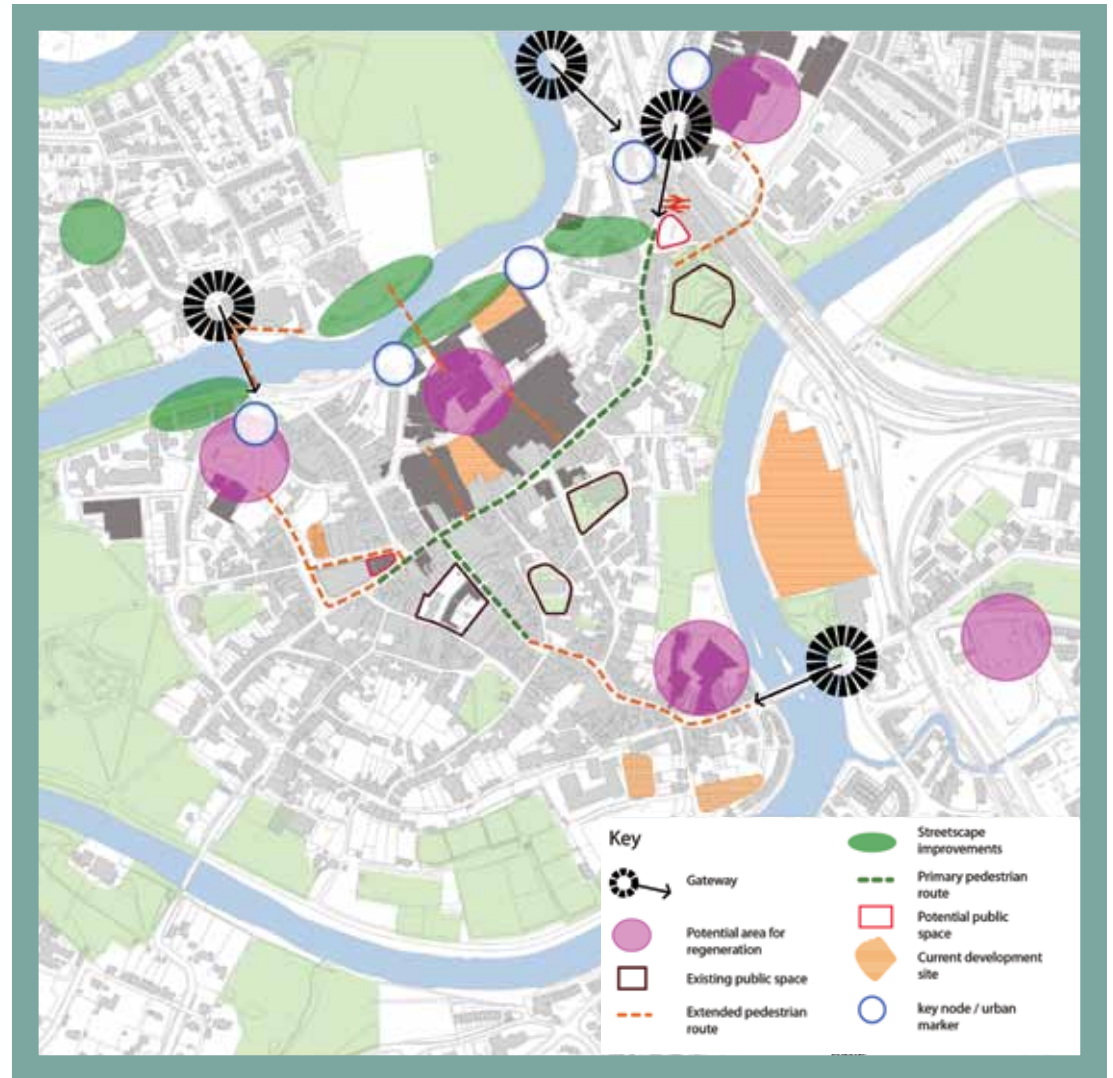 Key
Gateway
Potential area for
regeneration
Existing public space
Extended pedestrian
route
Streetscape
improvements
Primary pedestrian
route
Potential public
space
Current development
site
key node / urban
marker